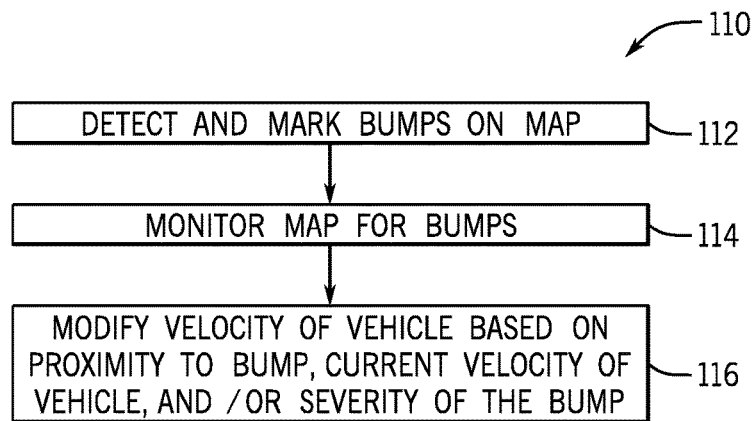 110
DETECT AND MARK BUMPS ON MAP
112
MONITOR MAP FOR BUMPS
114
MODIFY VELOCITY OF VEHICLE BASED ON
PROXIMITY TO BUMP, CURRENT VELOCITY OF
VEHICLE, AND /OR SEVERITY OF THE BUMP
116